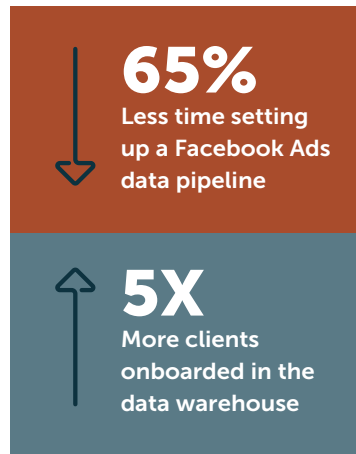 65%
Less time setting
up a Facebook Ads
data pipeline
5X
More clients
onboarded in the
data warehouse